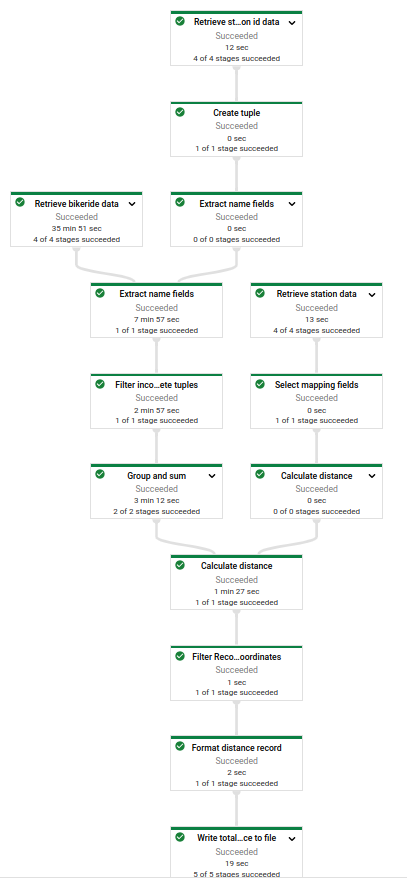 Retrieve st...on id data
Succeeded
12 sec
4 of 4 stages succeeded
Create tuple
Succeeded
0 sec
1 of 1 stage succeeded
Retrieve bikeride data
Succeeded
35 min 51 sec
4 of 4 stages succeeded
Extract name fields
Succeeded
0 sec
0 of 0 stages succeeded
Extract name fields
Succeeded
7 min 57 sec
1 of 1 stage succeeded
Retrieve station data
Succeeded
13 sec
4 of 4 stages succeeded
Filter inco...ete tuples
Succeeded
2 min 57 sec
1 of 1 stage succeeded
Select mapping fields
Succeeded
0 sec
1 of 1 stage succeeded
Group and sum
Succeeded
3 min 12 sec
2 of 2 stages succeeded
Calculate distance
Succeeded
0 sec
0 of 0 stages succeeded
Calculate distance
Succeeded
1 min 27 sec
1 of 1 stage succeeded
Filter Reco...oordinates
Succeeded
1 sec
1 of 1 stage succeeded
Format distance record
Succeeded
2 sec
1 of 1 stage succeeded
Write total...ce to file
Succeeded
19 sec
5 of 5 stages succeeded